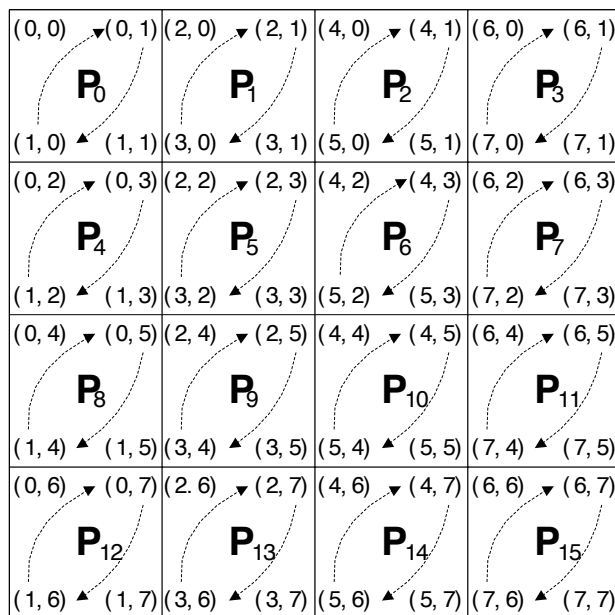 (0, 0) (0, 1) (2, 0) (2, 1) (4, 0) (4, 1) (6, 0) (6, 1)
P0 P1 P2 P3
(1, 0) (1, 1) (3, 0) (3, 1) (5, 0) (5, 1) (7, 0) (7, 1)
(0, 2) (0, 3) (2, 2) (2, 3) (4, 2) (4, 3) (6, 2) (6, 3)
P4 P5 P6 P7
(1, 2) (1, 3) (3, 2) (3, 3) (5, 2) (5, 3) (7, 2) (7, 3)
(0, 4) (0, 5) (2, 4) (2, 5) (4, 4) (4, 5) (6, 4) (6, 5)
P8 P9 P10 P11
(1, 4) (1, 5) (3, 4) (3, 5) (5, 4) (5, 5) (7, 4) (7, 5)
(0, 6) (0, 7) (2. 6) (2, 7) (4, 6) (4, 7) (6, 6) (6, 7)
P12 P13 P14 P15
(1, 6) (1, 7) (3, 6) (3, 7) (5, 6) (5, 7) (7, 6) (7, 7)